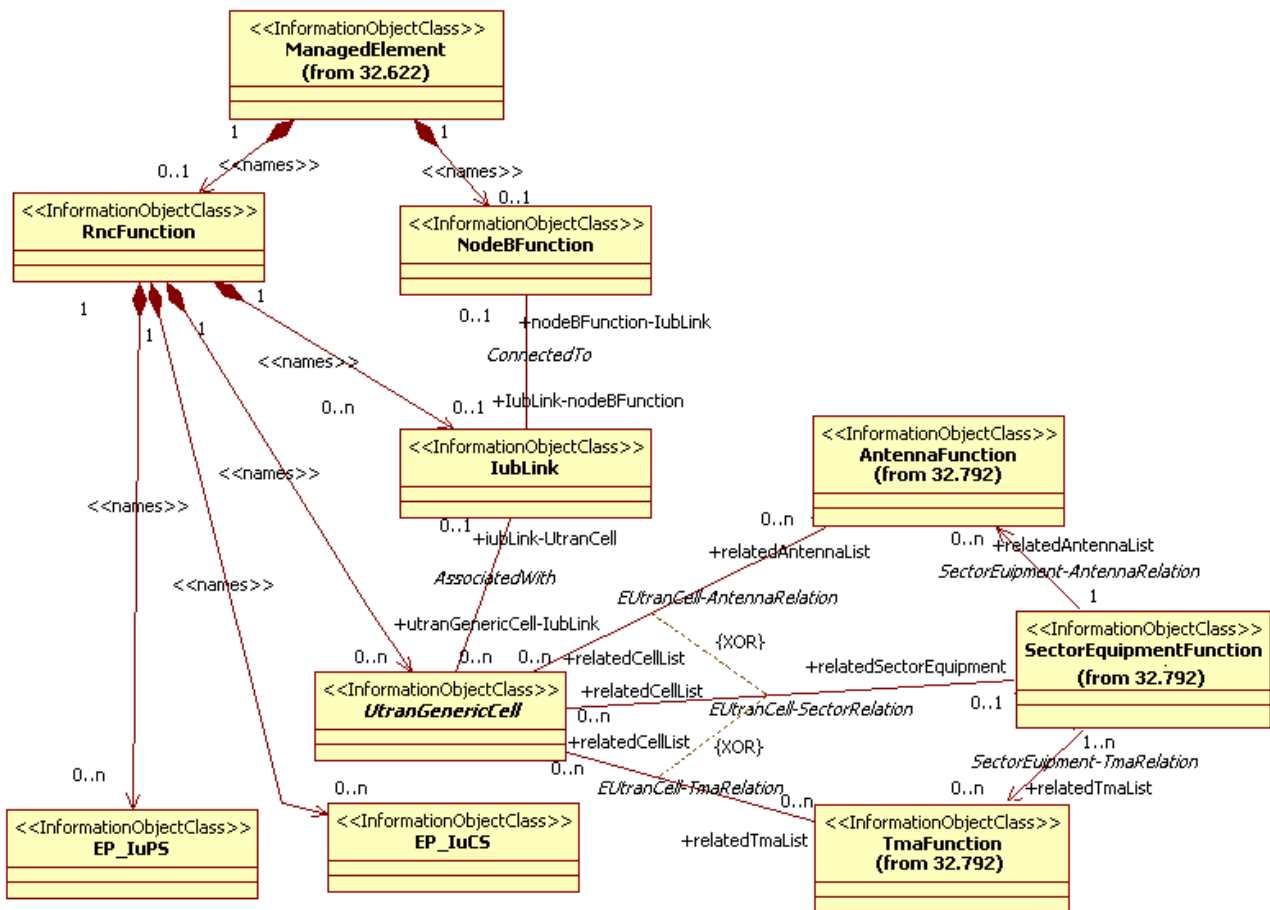 <<InformationObjectClass>>
ManagedElement
(from 32.622)
1
1
0..1
<<names>>
<<names>>
0..1
<<InformationObjectClass>>
RncFunction
<<InformationObjectClass>>
NodeBFunction
1
1
1
1
0..1
+nodeBFunction-IubLink
ConnectedTo
<<names>>
0..n
0..1
+IubLink-nodeBFunction
<<InformationObjectClass>>
IubLink
<<InformationObjectClass>>
AntennaFunction
(from 32.792)
<<names>>
<<names>>
<<names>>
0..1
+iubLink-UtranCell
AssociatedWith
+utranGenericCell-IubLink
0..n
0..n
0..n
0..n
+relatedAntennaList
EUtranCell-AntennaRelation
0..n
+relatedAntennaList
SectorEuipment-AntennaRelation
1
{XOR}
+relatedCellList
<<InformationObjectClass>>
UtranGenericCell
+relatedCellList
0..n
+relatedSectorEquipment
0..1
EUtranCell-SectorRelation
<<InformationObjectClass>>
SectorEquipmentFunction
(from 32.792)
+relatedCellList
0..n
{XOR}
EUtranCell-TmaRelation
1..n
SectorEuipment-TmaRelation
0..n
+relatedTmaList
0..n
+relatedTmaList
0..n
0..n
<<InformationObjectClass>>
EP_IuPS
<<InformationObjectClass>>
EP_IuCS
<<InformationObjectClass>>
TmaFunction
(from 32.792)